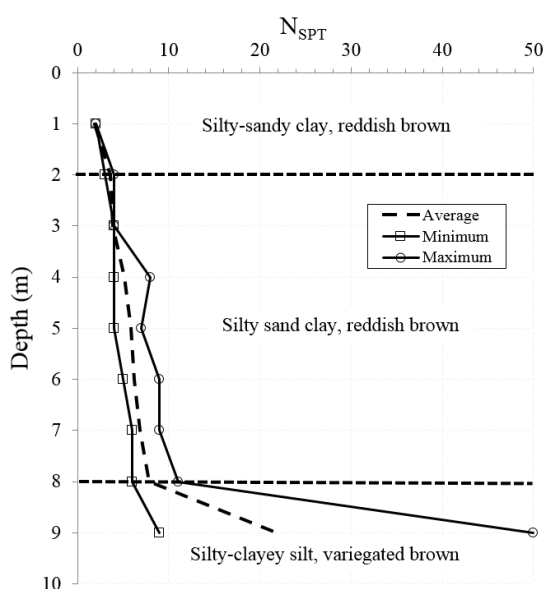 N_SPT
0 10 20 30 40 50
0
1
Silty-sandy clay, reddish brown
2
3
Average
Minimum
Maximum
4
Depth (m)
5
Silty sand clay, reddish brown
6
7
8
9
Silty-clayey silt, variegated brown
10